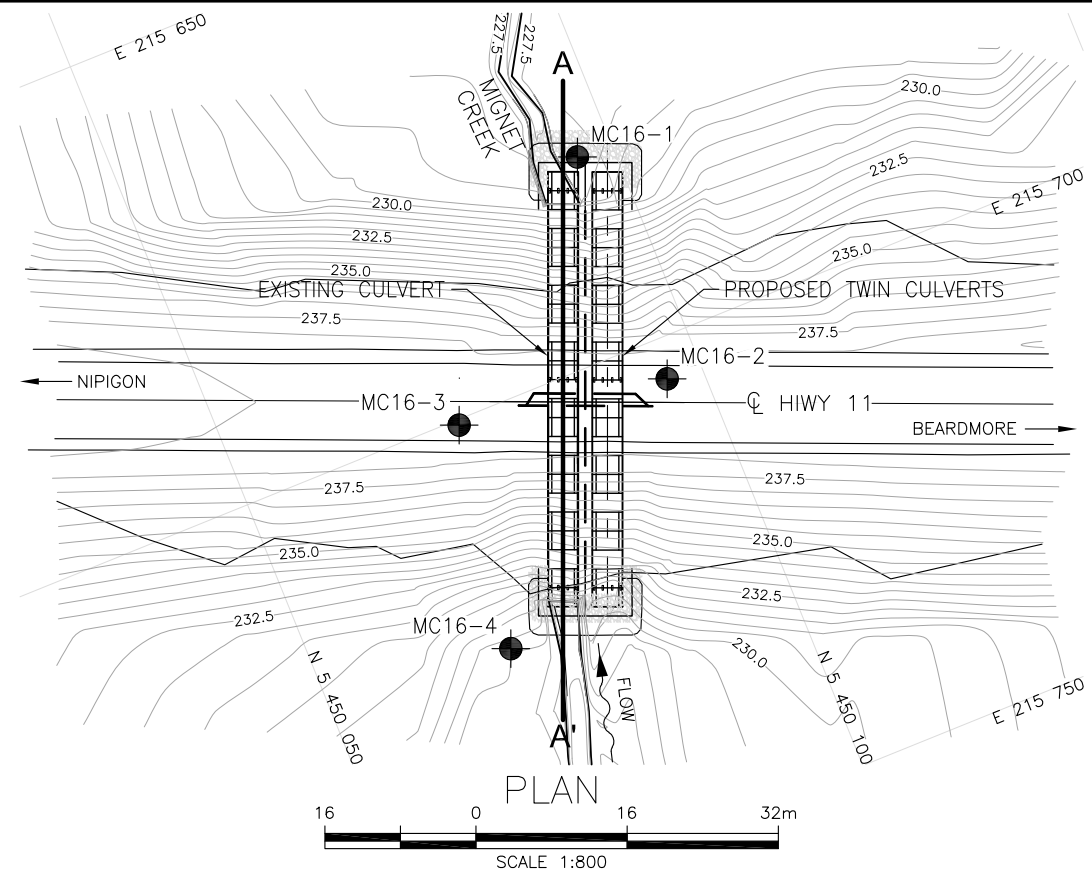 E 215 650
227.5
227.5
A
MIGNET
CREEK
MC16-1
230.0
232.5
E 215 700
230.0
232.5
235.0
235.0
EXISTING CULVERT
PROPOSED TWIN CULVERTS
237.5
237.5
MC16-2
NIPIGON
MC16-3
℄ HIWY 11
BEARDMORE
237.5
237.5
235.0
235.0
232.5
232.5
MC16-4
230.0
N 5 450 050
FLOW
N 5 450 100
E 215 750
A'
PLAN
16 0 16 32m
SCALE 1:800